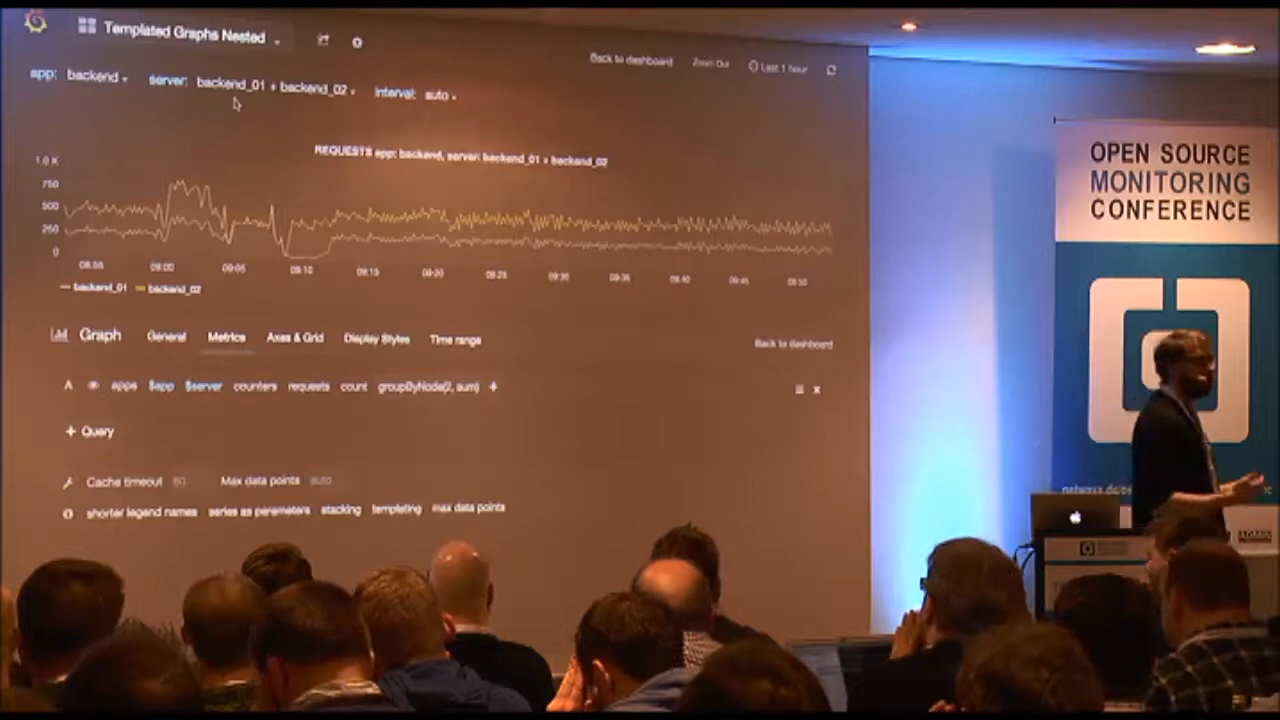 Templated Graphs Nested
Back to dashboard Zoom Out Last 1 hour
app: backend server: backend_01 + backend_02 interval: auto
REQUESTS app: backend, server: backend_01 + backend_02
1.0 K
750
500
250
0
08:55 09:00 09:05 09:10 09:15 09:20 09:25 09:30 09:35 09:40 09:45 09:50
backend_01 backend_02
Graph General Metrics Axes & Grid Display Styles Time range Back to dashboard
A apps $app $server counters requests count groupByNode(2, sum) +
+ Query
Cache timeout 60 Max data points auto
shorter legend names series as parameters stacking templating max data points
OPEN SOURCE
MONITORING
CONFERENCE